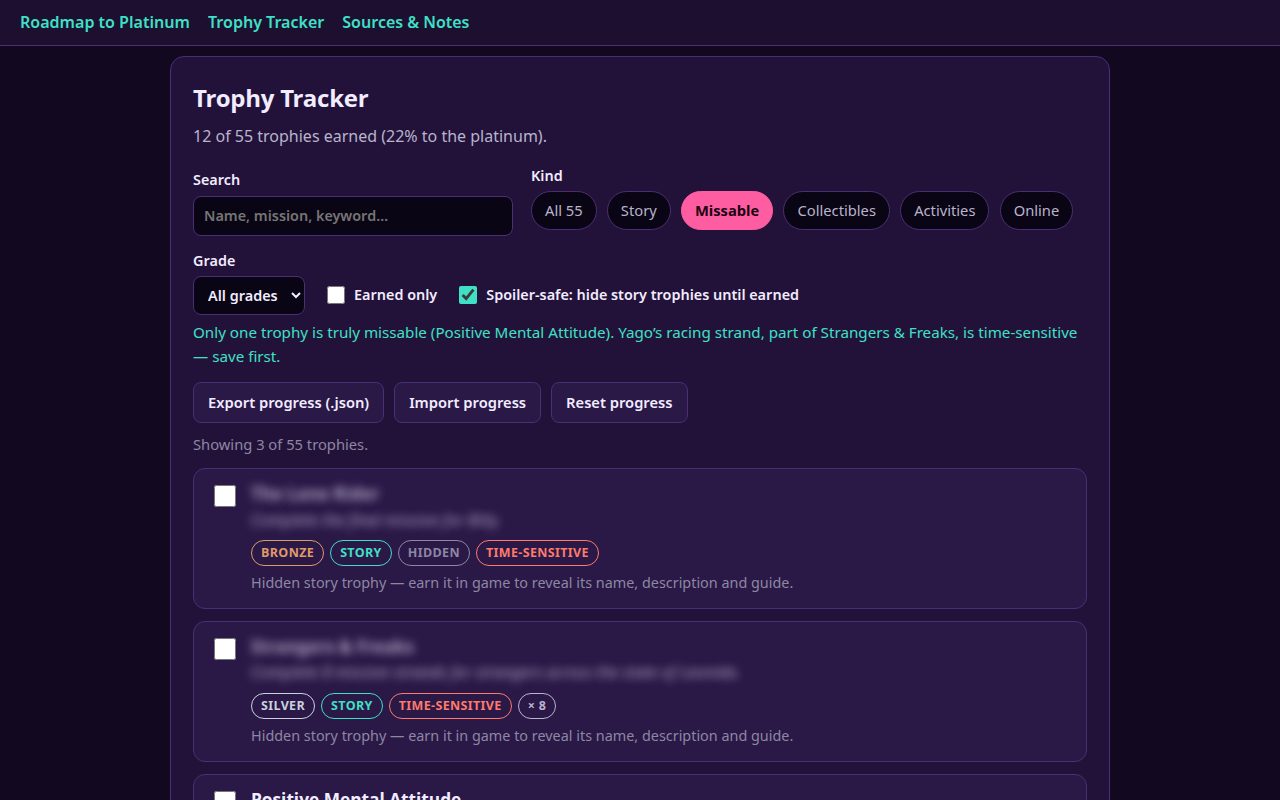 Roadmap to Platinum Trophy Tracker Sources & Notes
Trophy Tracker
12 of 55 trophies earned (22% to the platinum).
Search
Name, mission, keyword...
Kind
All 55 Story Missable Collectibles Activities Online
Grade
All grades Earned only Spoiler-safe: hide story trophies until earned
Only one trophy is truly missable (Positive Mental Attitude). Yago’s racing strand, part of Strangers & Freaks, is time-sensitive
— save first.
Export progress (.json) Import progress Reset progress
Showing 3 of 55 trophies.
BRONZE STORY HIDDEN TIME-SENSITIVE
Hidden story trophy — earn it in game to reveal its name, description and guide.
Strangers & Freaks
SILVER STORY TIME-SENSITIVE × 8
Hidden story trophy — earn it in game to reveal its name, description and guide.
Positive Mental Attitude